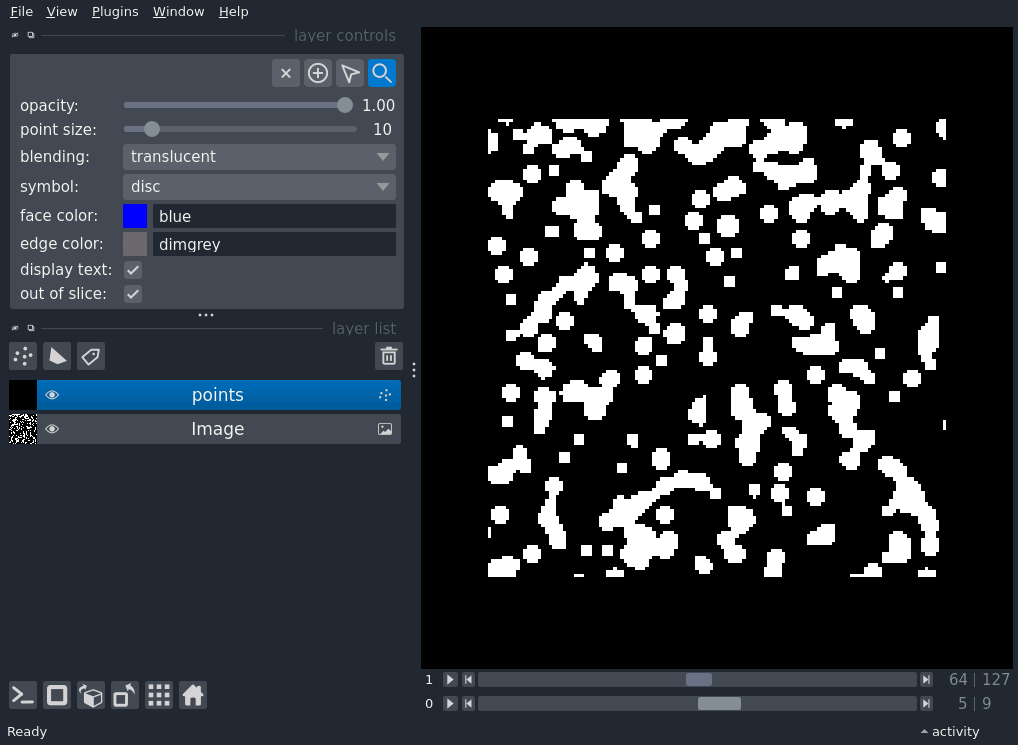 File View Plugins Window Help
layer controls
opacity: 1.00
point size: 10
blending: translucent
symbol: disc
face color: blue
edge color: dimgrey
display text:
out of slice:
layer list
points
Image
1 64 | 127
0 5 | 9
Ready activity